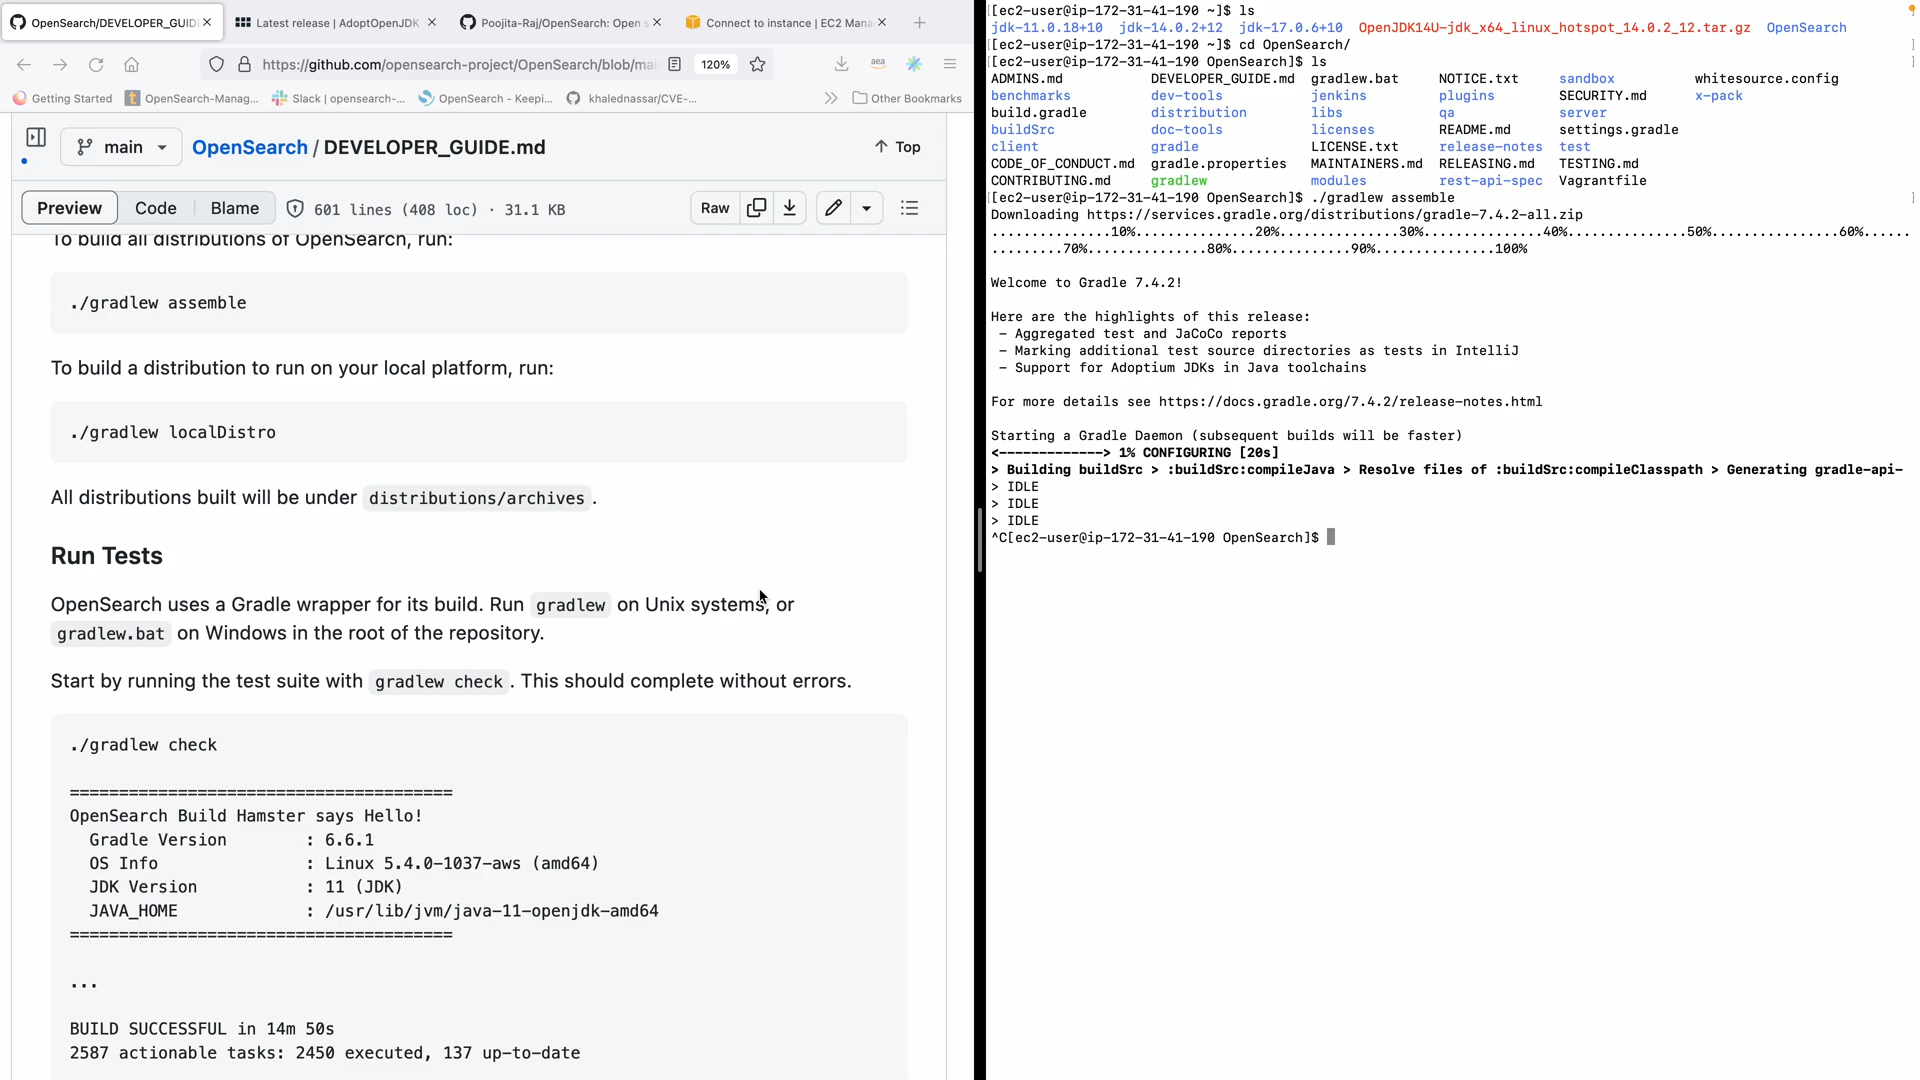 OpenSearch/DEVELOPER_GUID
Latest release | AdoptOpenJDK
Poojita-Raj/OpenSearch: Open s
Connect to instance | EC2 Mana
https://github.com/opensearch-project/OpenSearch/blob/mai
120%
aea
Getting Started
OpenSearch-Manag...
Slack | opensearch-...
OpenSearch - Keepi...
khalednassar/CVE-...
Other Bookmarks
main
OpenSearch / DEVELOPER_GUIDE.md
Top
Preview
Code
Blame
601 lines (408 loc) · 31.1 KB
Raw
To build all distributions of OpenSearch, run:
./gradlew assemble
To build a distribution to run on your local platform, run:
./gradlew localDistro
All distributions built will be under distributions/archives.
Run Tests
OpenSearch uses a Gradle wrapper for its build. Run gradlew on Unix systems, or
gradlew.bat on Windows in the root of the repository.
Start by running the test suite with gradlew check. This should complete without errors.
./gradlew check
=======================================
OpenSearch Build Hamster says Hello!
Gradle Version : 6.6.1
OS Info : Linux 5.4.0-1037-aws (amd64)
JDK Version : 11 (JDK)
JAVA_HOME : /usr/lib/jvm/java-11-openjdk-amd64
=======================================
...
BUILD SUCCESSFUL in 14m 50s
2587 actionable tasks: 2450 executed, 137 up-to-date
[[ec2-user@ip-172-31-41-190 ~]$ ls
jdk-11.0.18+10 jdk-14.0.2+12 jdk-17.0.6+10 OpenJDK14U-jdk_x64_linux_hotspot_14.0.2_12.tar.gz OpenSearch
[[ec2-user@ip-172-31-41-190 ~]$ cd OpenSearch/
[[ec2-user@ip-172-31-41-190 OpenSearch]$ ls
ADMINS.md DEVELOPER_GUIDE.md gradlew.bat NOTICE.txt sandbox whitesource.config
benchmarks dev-tools jenkins plugins SECURITY.md x-pack
build.gradle distribution libs qa server
buildSrc doc-tools licenses README.md settings.gradle
client gradle LICENSE.txt release-notes test
CODE_OF_CONDUCT.md gradle.properties MAINTAINERS.md RELEASING.md TESTING.md
CONTRIBUTING.md gradlew modules rest-api-spec Vagrantfile
[[ec2-user@ip-172-31-41-190 OpenSearch]$ ./gradlew assemble
Downloading https://services.gradle.org/distributions/gradle-7.4.2-all.zip
...............10%...............20%...............30%...............40%...............50%...............60%......
.........70%...............80%...............90%...............100%
Welcome to Gradle 7.4.2!
Here are the highlights of this release:
- Aggregated test and JaCoCo reports
- Marking additional test source directories as tests in IntelliJ
- Support for Adoptium JDKs in Java toolchains
For more details see https://docs.gradle.org/7.4.2/release-notes.html
Starting a Gradle Daemon (subsequent builds will be faster)
<-------------> 1% CONFIGURING [20s]
> Building buildSrc > :buildSrc:compileJava > Resolve files of :buildSrc:compileClasspath > Generating gradle-api-
> IDLE
> IDLE
> IDLE
^C[ec2-user@ip-172-31-41-190 OpenSearch]$